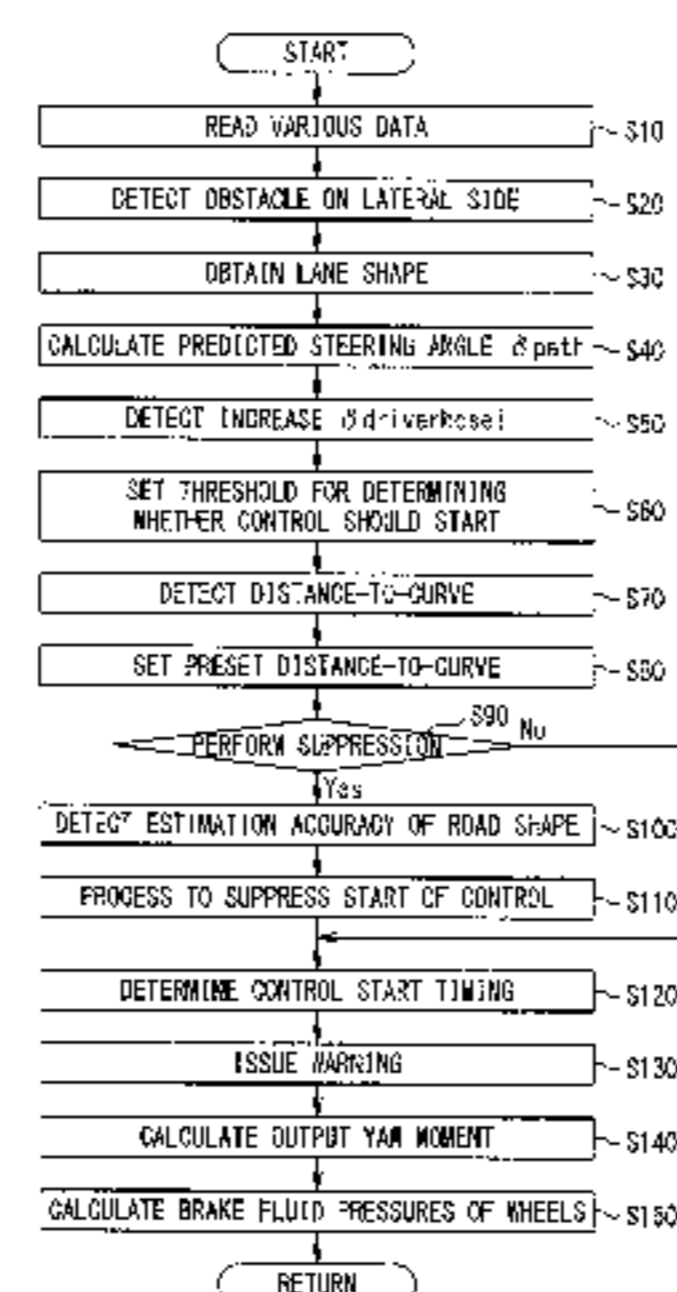 START
READ VARIOUS DATA
S10
DETECT OBSTACLE ON LATERAL SIDE
S20
OBTAIN LANE SHAPE
S30
CALCULATE PREDICTED STEERING ANGLE δpath
S40
DETECT INCREASE δdriverhosei
S50
SET THRESHOLD FOR DETERMINING
WHETHER CONTROL SHOULD START
S60
DETECT DISTANCE-TO-CURVE
S70
SET PRESET DISTANCE-TO-CURVE
S80
PERFORM SUPPRESSION
S90
No
Yes
DETECT ESTIMATION ACCURACY OF ROAD SHAPE
S100
PROCESS TO SUPPRESS START OF CONTROL
S110
DETERMINE CONTROL START TIMING
S120
ISSUE WARNING
S130
CALCULATE OUTPUT YAW MOMENT
S140
CALCULATE BRAKE FLUID PRESSURES OF WHEELS
S150
RETURN